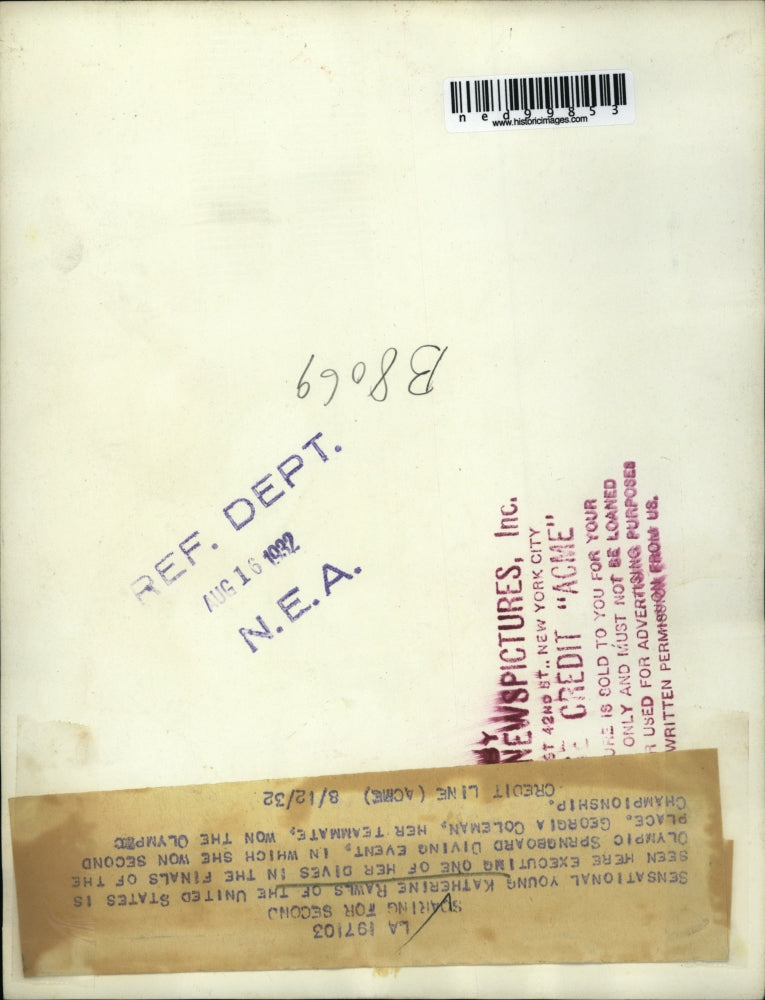 ned99853
www.historicimages.com
B8069
REF. DEPT.
AUG 16 1932
N.E.A.
NEWSPICTURES, Inc.
ST 42ND ST., NEW YORK CITY
CREDIT "ACME"
URE IS SOLD TO YOU FOR YOUR
ONLY AND MUST NOT BE LOANED
R USED FOR ADVERTISING PURPOSES
WRITTEN PERMISSION FROM US.
LA 197103
SOARING FOR SECOND
SENSATIONAL YOUNG KATHERINE RAWLS OF THE UNITED STATES IS
SEEN HERE EXECUTING ONE OF HER DIVES IN THE FINALS OF THE
OLYMPIC SPRNGBOARD DIVING EVENT, IN WHICH SHE WON SECOND
PLACE. GEORGIA COLEMAN, HER TEAMMATE, WON THE OLYMPIC
CHAMPIONSHIP.
CREDIT LINE (ACME) 8/12/32